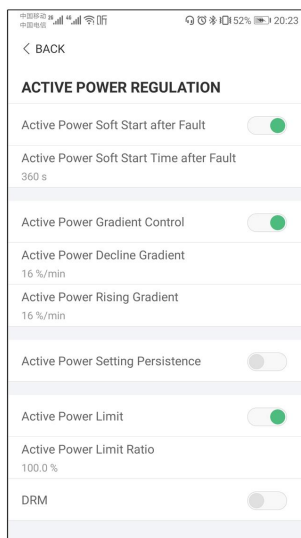 中国移动 26 46
中国电信 52% 20:23
< BACK
ACTIVE POWER REGULATION
Active Power Soft Start after Fault
Active Power Soft Start Time after Fault
360 s
Active Power Gradient Control
Active Power Decline Gradient
16 %/min
Active Power Rising Gradient
16 %/min
Active Power Setting Persistence
Active Power Limit
Active Power Limit Ratio
100.0 %
DRM